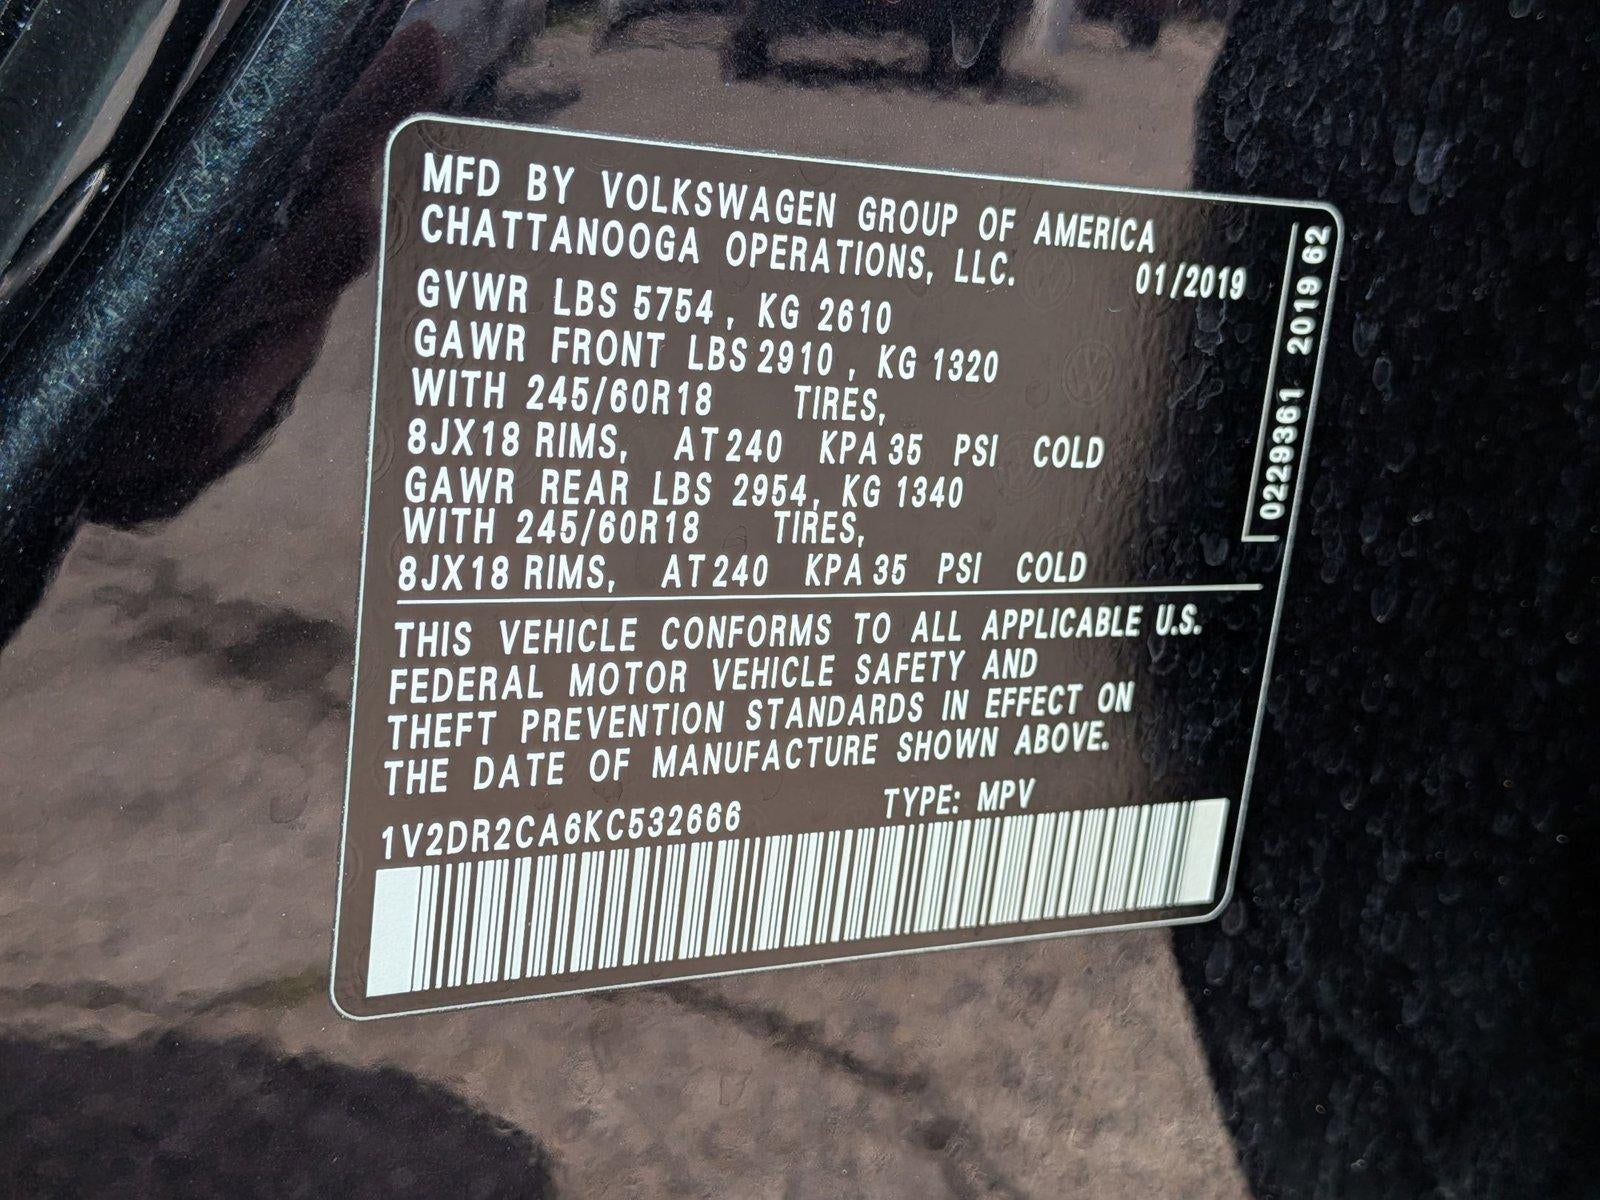 MFD BY VOLKSWAGEN GROUP OF AMERICA
CHATTANOOGA OPERATIONS, LLC.
01/2019
GVWR LBS 5754, KG 2610
GAWR FRONT LBS 2910, KG 1320
WITH 245/60R18 TIRES,
8JX18 RIMS, AT 240 KPA 35 PSI COLD
GAWR REAR LBS 2954, KG 1340
WITH 245/60R18 TIRES,
8JX18 RIMS, AT 240 KPA 35 PSI COLD
0229361 2019 62
THIS VEHICLE CONFORMS TO ALL APPLICABLE U.S.
FEDERAL MOTOR VEHICLE SAFETY AND
THEFT PREVENTION STANDARDS IN EFFECT ON
THE DATE OF MANUFACTURE SHOWN ABOVE.
1V2DR2CA6KC532666 TYPE: MPV